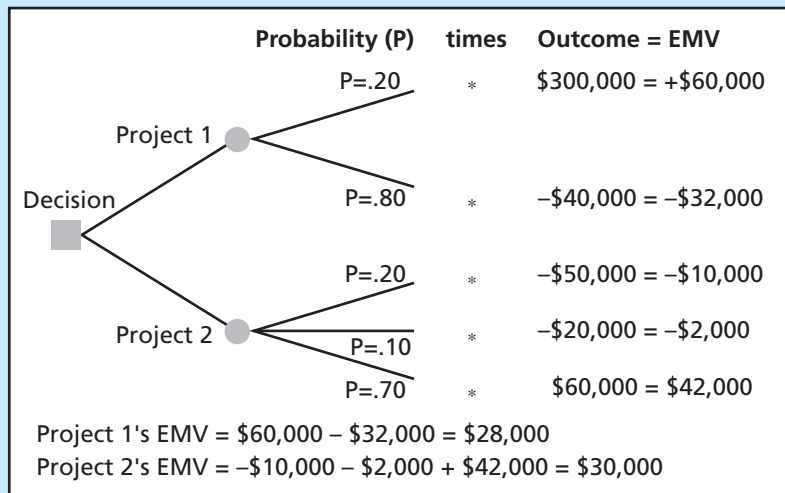 Probability (P) times Outcome = EMV
P=.20 * $300,000 = +$60,000
Project 1
P=.80 * –$40,000 = –$32,000
Decision
P=.20 * –$50,000 = –$10,000
Project 2
P=.10 * –$20,000 = –$2,000
P=.70 * $60,000 = $42,000
Project 1's EMV = $60,000 – $32,000 = $28,000
Project 2's EMV = –$10,000 – $2,000 + $42,000 = $30,000